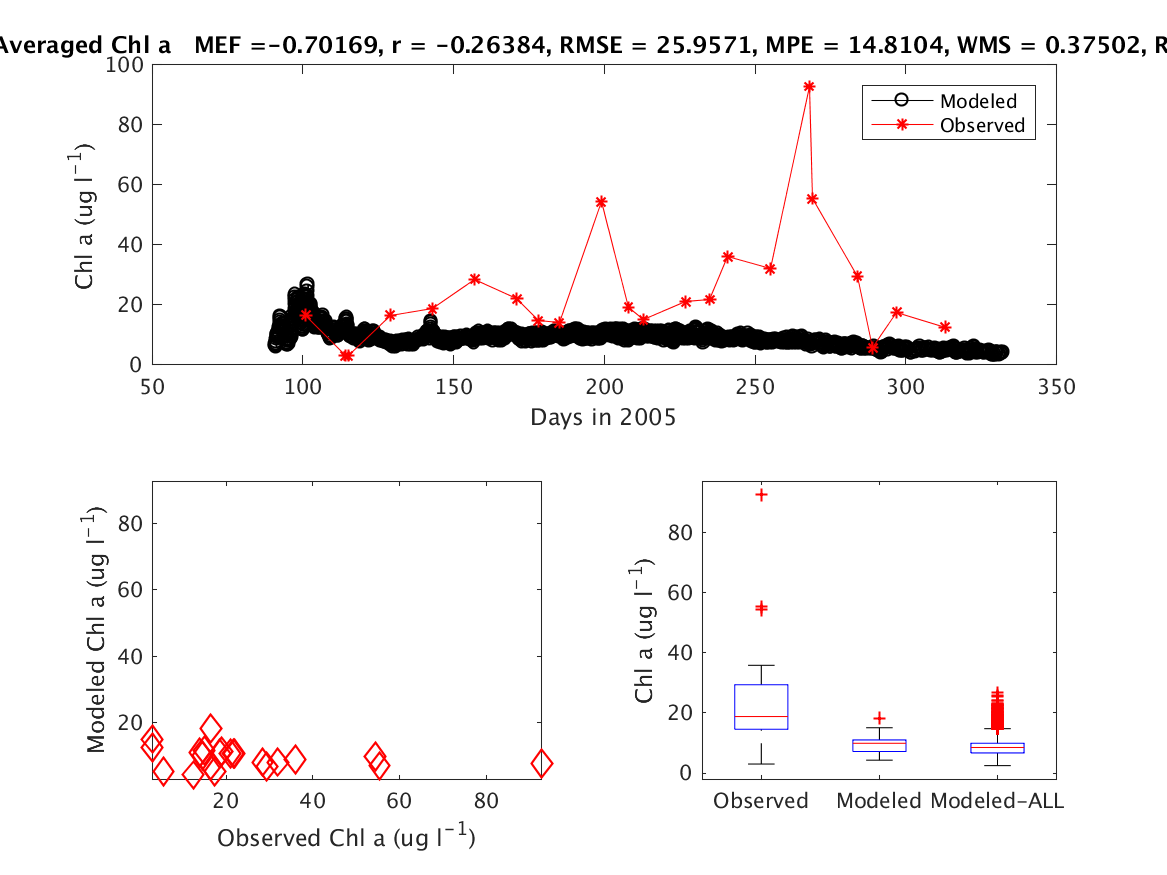 Averaged Chl a MEF =-0.70169, r = -0.26384, RMSE = 25.9571, MPE = 14.8104, WMS = 0.37502, R
100
80
60
40
20
0
Chl a (ug l⁻¹)
Modeled
Observed
50 100 150 200 250 300 350
Days in 2005
80
60
40
20
Modeled Chl a (ug l⁻¹)
20 40 60 80
Observed Chl a (ug l⁻¹)
80
60
40
20
0
Chl a (ug l⁻¹)
Observed Modeled Modeled-ALL